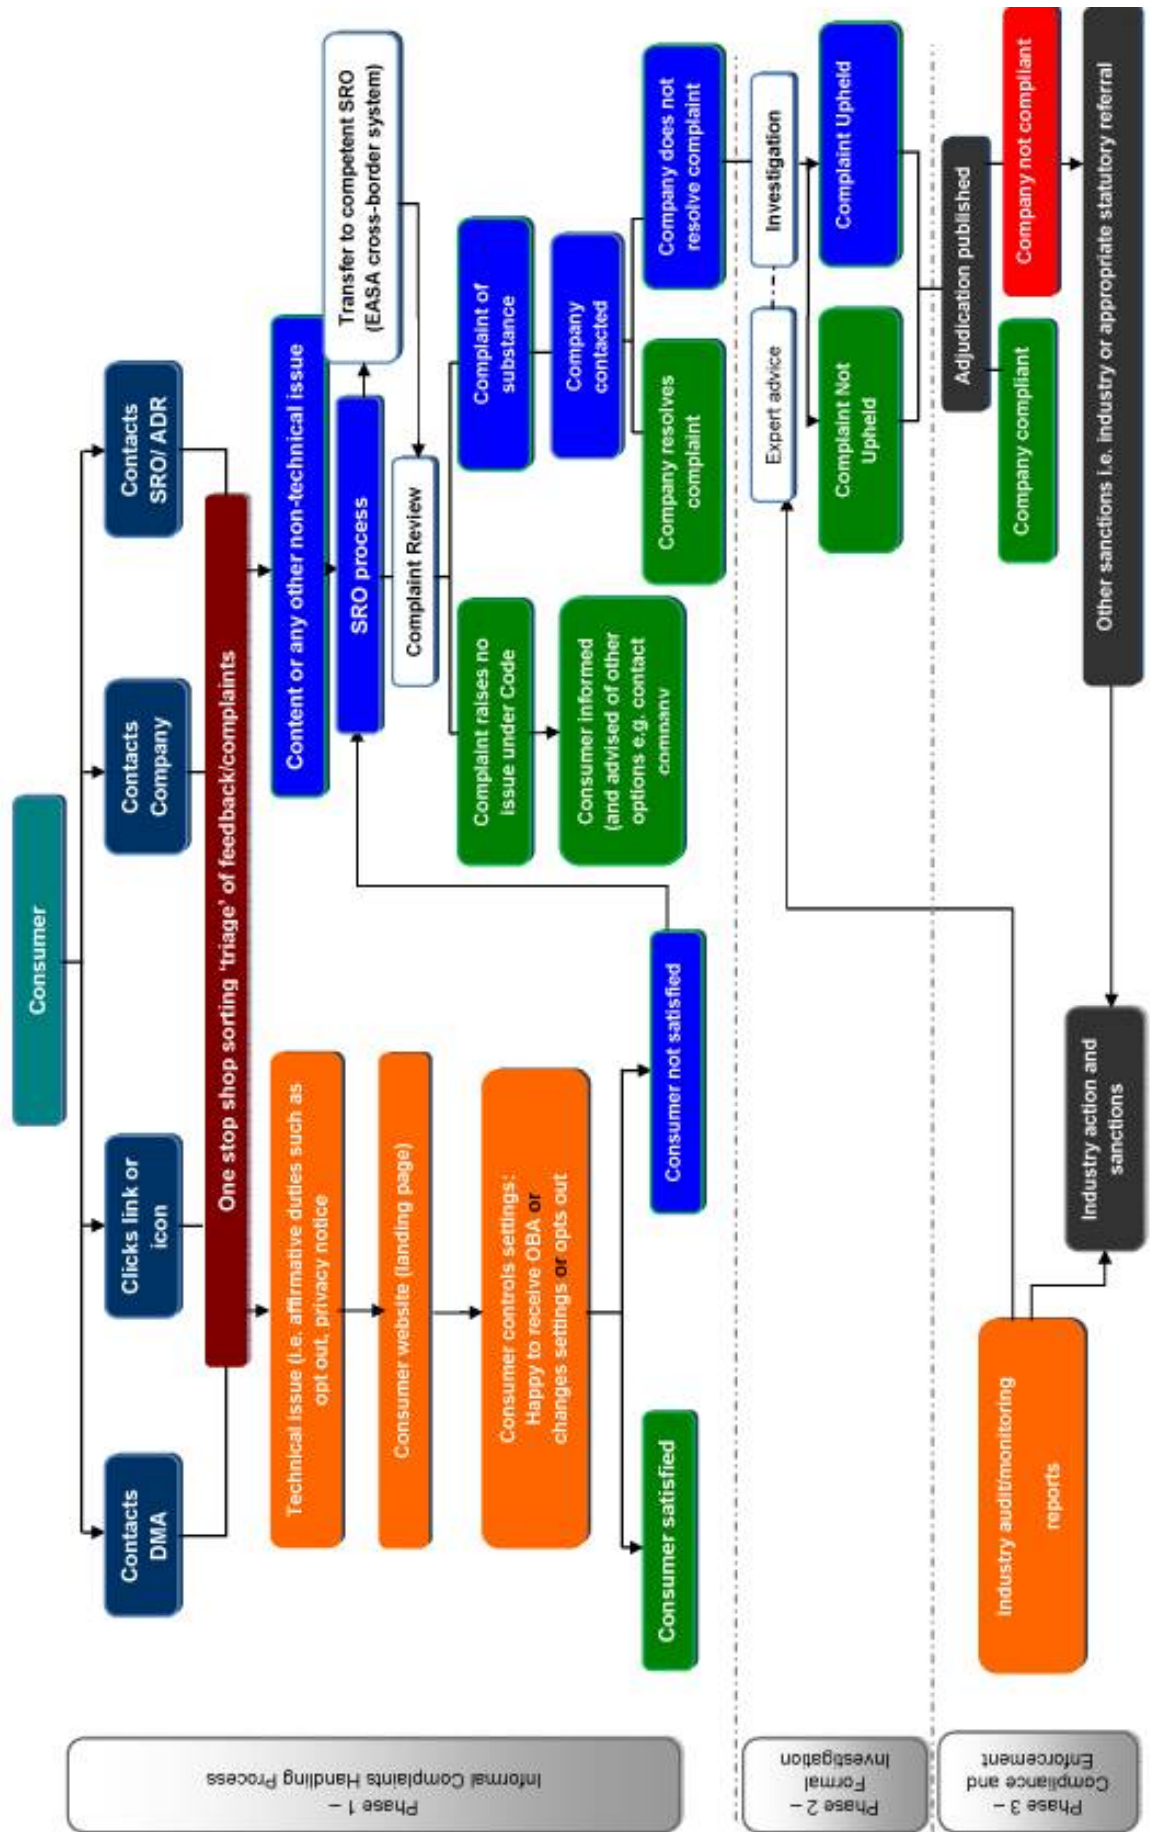 Consumer
Contacts
DMA
Clicks link or
icon
Contacts
Company
Contacts
SRO/ ADR
One stop shop sorting ‘triage’ of feedback/complaints
Technical issue (i.e. affirmative duties such as
opt out, privacy notice
Content or any other non-technical issue
Consumer website (landing page)
SRO process
Transfer to competent SRO
(EASA cross-border system)
Complaint Review
Consumer controls settings:
Happy to receive OBA or
changes settings or opts out
Complaint raises no
issue under Code
Complaint of
substance
Consumer informed
(and advised of other
options e.g. contact
company
Company
contacted
Consumer satisfied
Consumer not satisfied
Company resolves
complaint
Company does not
resolve complaint
Phase 1 –
Informal Complaints Handling Process
Expert advice
Investigation
Complaint Not
Upheld
Complaint Upheld
Phase 2 –
Formal
Investigation
Adjudication published
Industry audit/monitoring
reports
Company compliant
Company not compliant
Industry action and
sanctions
Other sanctions i.e. industry or appropriate statutory referral
Phase 3 –
Compliance and
Enforcement